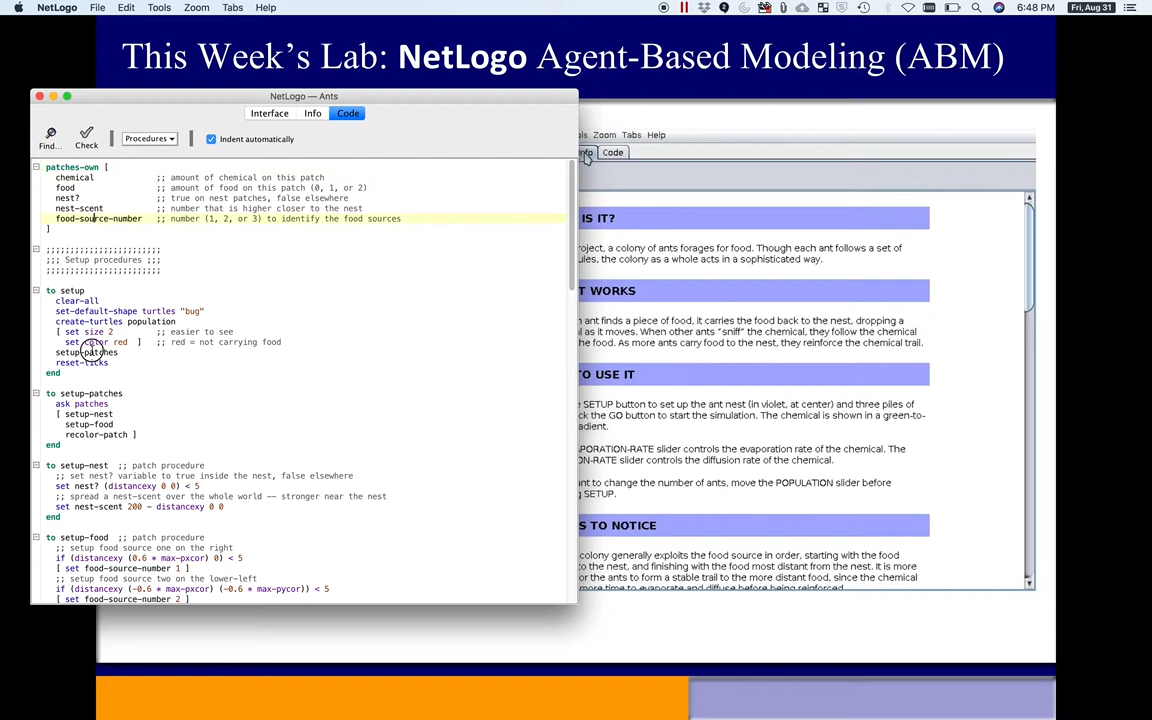 NetLogo File Edit Tools Zoom Tabs Help 6:48 PM Fri, Aug 31
This Week's Lab: NetLogo Agent-Based Modeling (ABM)
NetLogo — Ants
Interface Info Code
Find... Check Procedures Indent automatically
patches-own [
chemical ;; amount of chemical on this patch
food ;; amount of food on this patch (0, 1, or 2)
nest? ;; true on nest patches, false elsewhere
nest-scent ;; number that is higher closer to the nest
food-source-number ;; number (1, 2, or 3) to identify the food sources
]
;;;;;;;;;;;;;;;;;;;;;;;;
;;; Setup procedures ;;;
;;;;;;;;;;;;;;;;;;;;;;;;
to setup
clear-all
set-default-shape turtles "bug"
create-turtles population
[ set size 2 ;; easier to see
set color red ] ;; red = not carrying food
setup-patches
reset-ticks
end
to setup-patches
ask patches
[ setup-nest
setup-food
recolor-patch ]
end
to setup-nest ;; patch procedure
;; set nest? variable to true inside the nest, false elsewhere
set nest? (distancexy 0 0) < 5
;; spread a nest-scent over the whole world -- stronger near the nest
set nest-scent 200 - distancexy 0 0
end
to setup-food ;; patch procedure
;; setup food source one on the right
if (distancexy (0.6 * max-pxcor) 0) < 5
[ set food-source-number 1 ]
;; setup food source two on the lower-left
if (distancexy (-0.6 * max-pxcor) (-0.6 * max-pycor)) < 5
[ set food-source-number 2 ]
Zoom Tabs Help
Code
IS IT?
roject, a colony of ants forages for food. Though each ant follows a set of
ules, the colony as a whole acts in a sophisticated way.
T WORKS
n ant finds a piece of food, it carries the food back to the nest, dropping a
al as it moves. When other ants "sniff" the chemical, they follow the chemical
the food. As more ants carry food to the nest, they reinforce the chemical trail.
TO USE IT
e SETUP button to set up the ant nest (in violet, at center) and three piles of
ck the GO button to start the simulation. The chemical is shown in a green-to-
adient.
APORATION-RATE slider controls the evaporation rate of the chemical. The
ON-RATE slider controls the diffusion rate of the chemical.
ant to change the number of ants, move the POPULATION slider before
g SETUP.
S TO NOTICE
colony generally exploits the food source in order, starting with the food
to the nest, and finishing with the food most distant from the nest. It is more
or the ants to form a stable trail to the more distant food, since the chemical
more time to evaporate and diffuse before being reinforced.